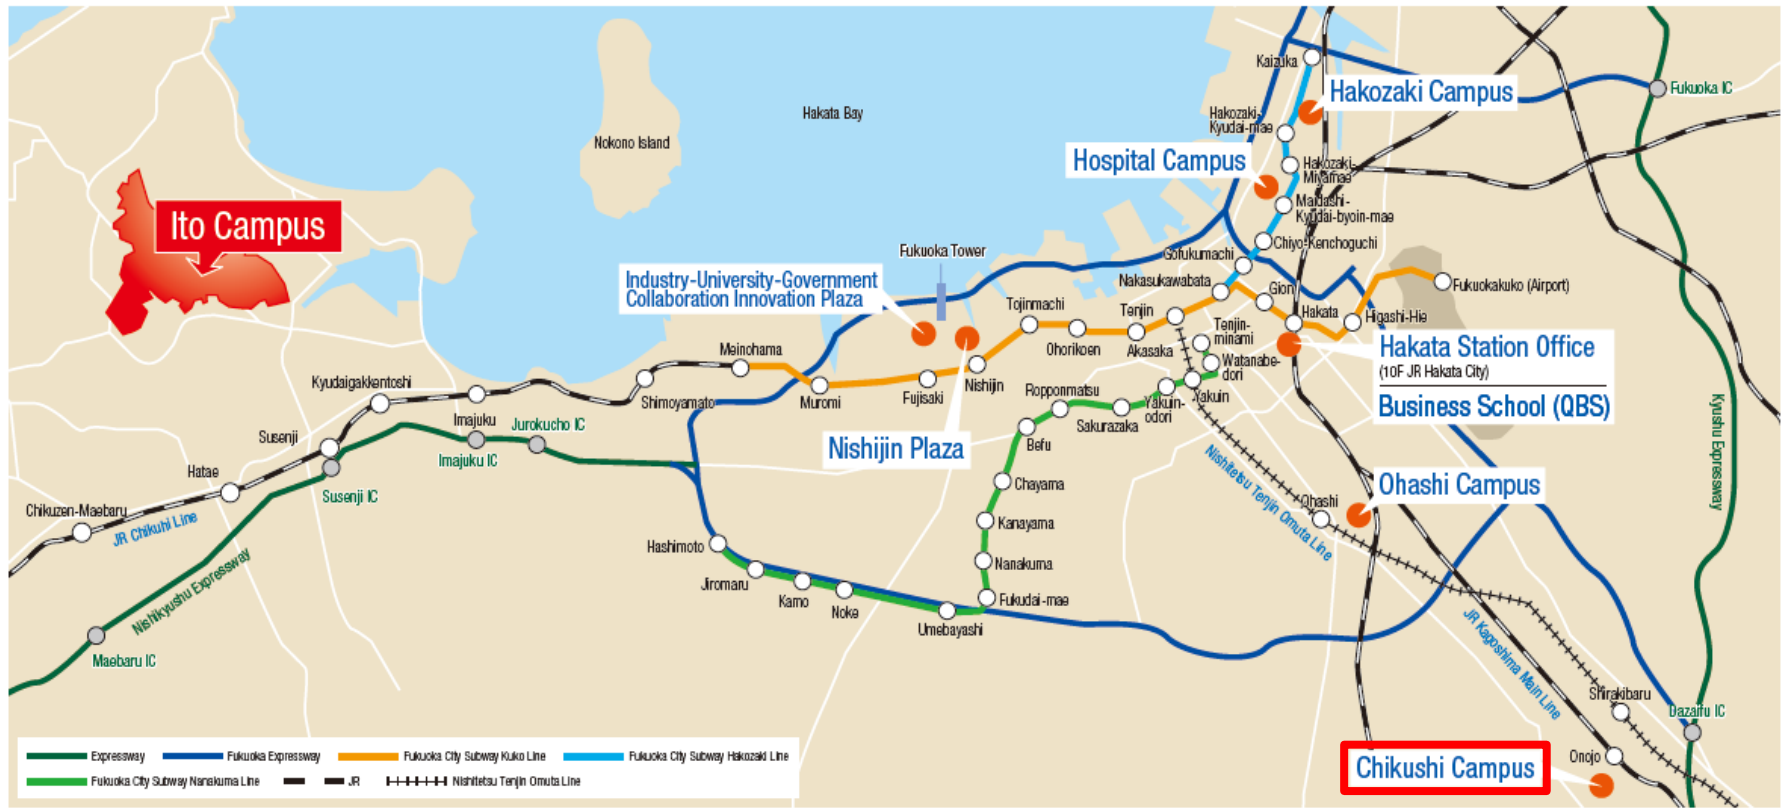 Kaizuka
Hakozaki Campus
Fukuoka IC
Hakata Bay
Hakozaki-
Kyudai-mae
Nokono Island
Hospital Campus
Hakozaki-
Miyamae
Maidashi-
Kyudai-byoin-mae
Ito Campus
Chiyo-Kenchoguchi
Fukuoka Tower
Gofukumachi
Industry-University-Government
Collaboration Innovation Plaza
Nakasukawabata
Gion
Fukuokakuko (Airport)
Tojinmachi
Tenjin
Hakata
Higashi-Hie
Tenjin-
minami
Meinohama
Ohorikoen
Akasaka
Hakata Station Office
(10F JR Hakata City)
Business School (QBS)
Watanabe-
dori
Kyudaigakkentoshi
Nishijin
Shimoyamato
Muromi
Fujisaki
Ropponmatsu
Yakuin-
odori
Yakuin
Imajuku
Jurokucho IC
Sakurazaka
Susenji
Imajuku IC
Nishijin Plaza
Befu
Kyushu Expressway
Hatae
Susenji IC
Chayama
Nishitetsu Tenjin Omuta Line
Ohashi Campus
Ohashi
Chikuzen-Maebaru
JR Chikuhi Line
Kanayama
Hashimoto
Nanakuma
Nishikyushu Expressway
Jiromaru
Kamo
Noke
Fukudai-mae
Umebayashi
Maebaru IC
JR Kagoshima Main Line
Shirakibaru
Dazaifu IC
Onojo
Chikushi Campus
Expressway
Fukuoka Expressway
Fukuoka City Subway Kuko Line
Fukuoka City Subway Hakozaki Line
Fukuoka City Subway Nanakuma Line
JR
Nishitetsu Tenjin Omuta Line